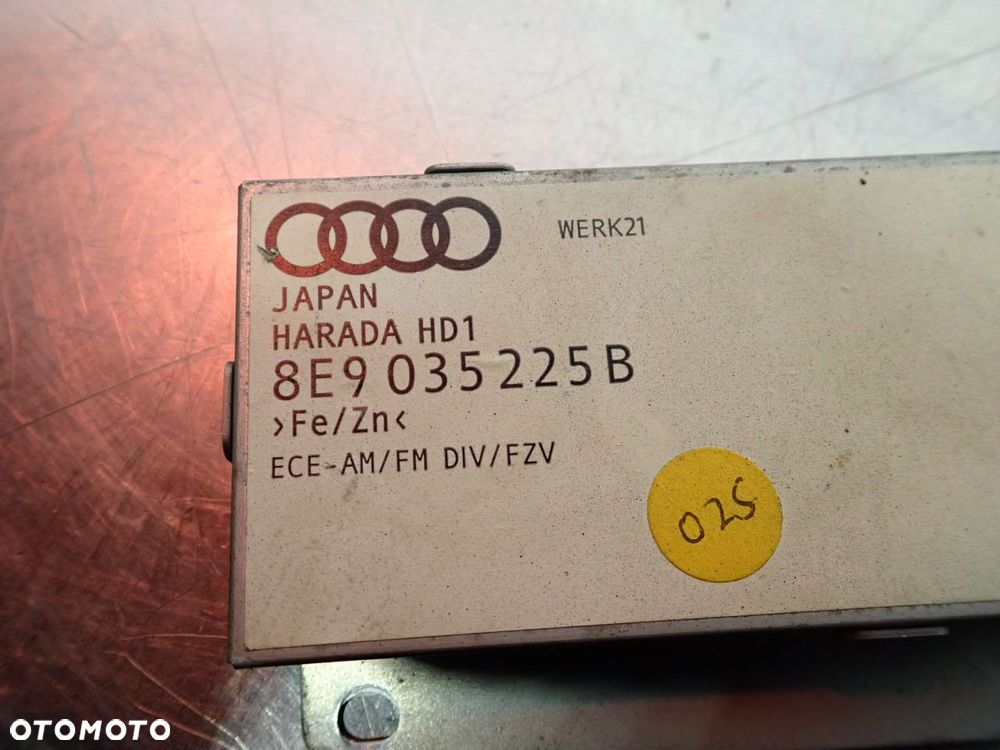 WERK21
JAPAN
HARADA HD1
8E9 035 225 B
>Fe/Zn<
ECE-AM/FM DIV/FZV
025
OTOMOTO